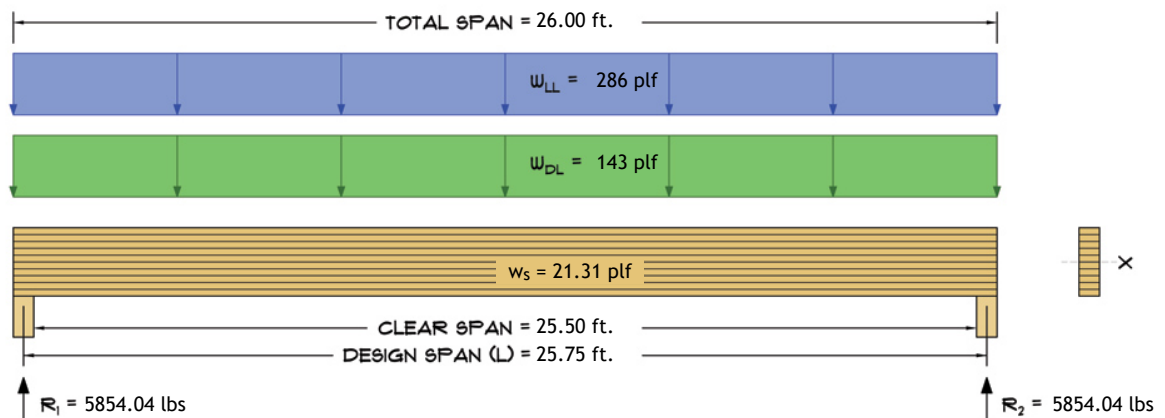 TOTAL SPAN = 26.00 ft.
WLL = 286 plf
WDL = 143 plf
ws = 21.31 plf
X
CLEAR SPAN = 25.50 ft.
DESIGN SPAN (L) = 25.75 ft.
R1 = 5854.04 lbs
R2 = 5854.04 lbs